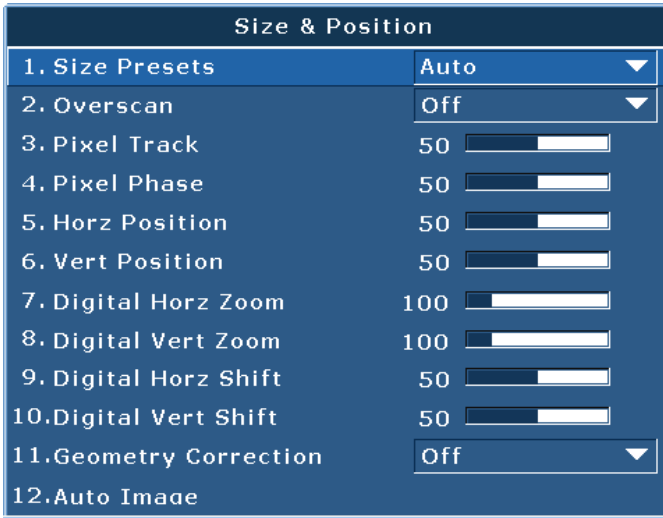 Size & Position
1. Size Presets Auto
2. Overscan Off
3. Pixel Track 50
4. Pixel Phase 50
5. Horz Position 50
6. Vert Position 50
7. Digital Horz Zoom 100
8. Digital Vert Zoom 100
9. Digital Horz Shift 50
10. Digital Vert Shift 50
11. Geometry Correction Off
12. Auto Image